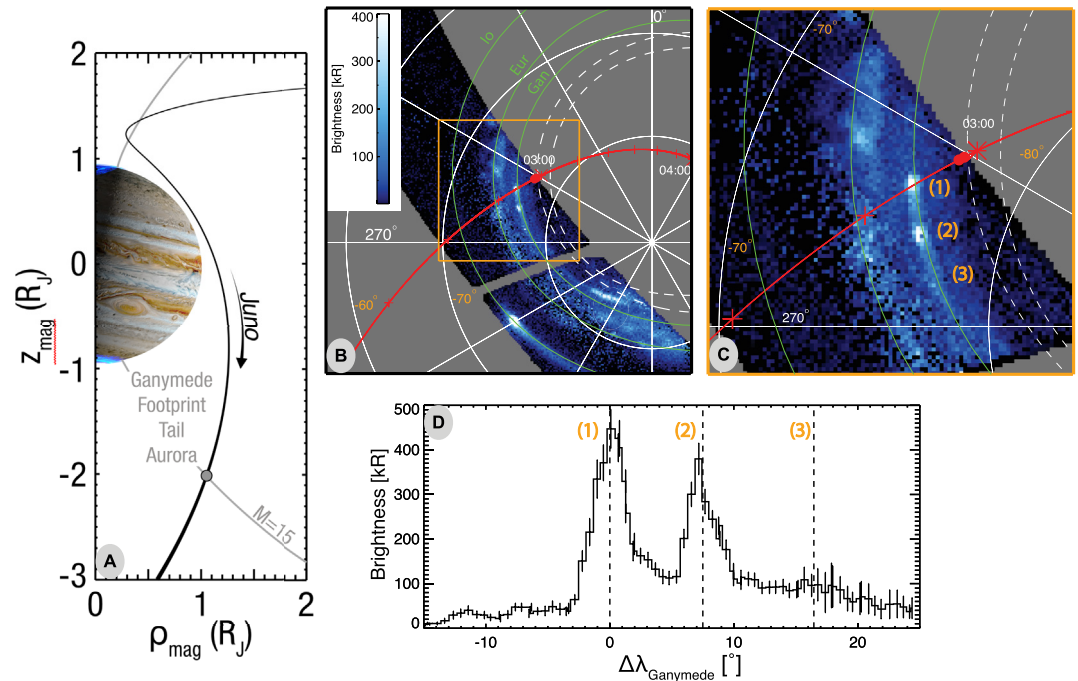 2
1
0
-1
-2
-3
0
1
2
Z_mag (R_J)
ρ_mag (R_J)
Juno
Ganymede
Footprint
Tail
Aurora
M=15
A
400
300
200
100
Brightness [kR]
Io
Eur
Gan
0°
03:00
04:00
270°
-60°
-70°
B
-70°
03:00
-80°
(1)
(2)
(3)
-70°
270°
C
D
500
400
300
200
100
0
Brightness [kR]
(1)
(2)
(3)
-10
0
10
20
Δλ_Ganymede [°]